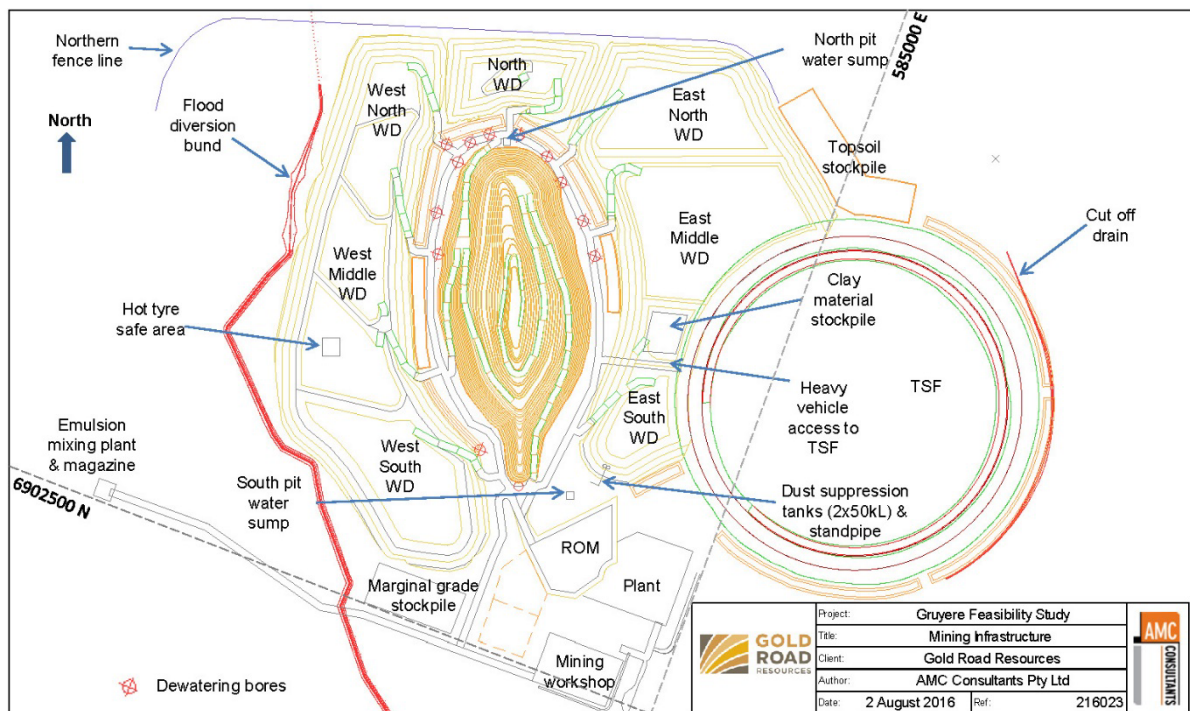 Northern
fence line
North
Flood
diversion
bund
West
North
WD
North
WD
North pit
water sump
East
North
WD
585000 E
Topsoil
stockpile
Cut off
drain
West
Middle
WD
East
Middle
WD
Hot tyre
safe area
Clay
material
stockpile
TSF
Heavy
vehicle
access to
TSF
East
South
WD
Emulsion
mixing plant
& magazine
6902500 N
West
South
WD
South pit
water
sump
Dust suppression
tanks (2x50kL) &
standpipe
ROM
Plant
Marginal grade
stockpile
Mining
workshop
Dewatering bores
GOLD
ROAD
RESOURCES
Project: Gruyere Feasibility Study
Title: Mining Infrastructure
Client: Gold Road Resources
Author: AMC Consultants Pty Ltd
Date: 2 August 2016 Ref: 216023
AMC
CONSULTANTS